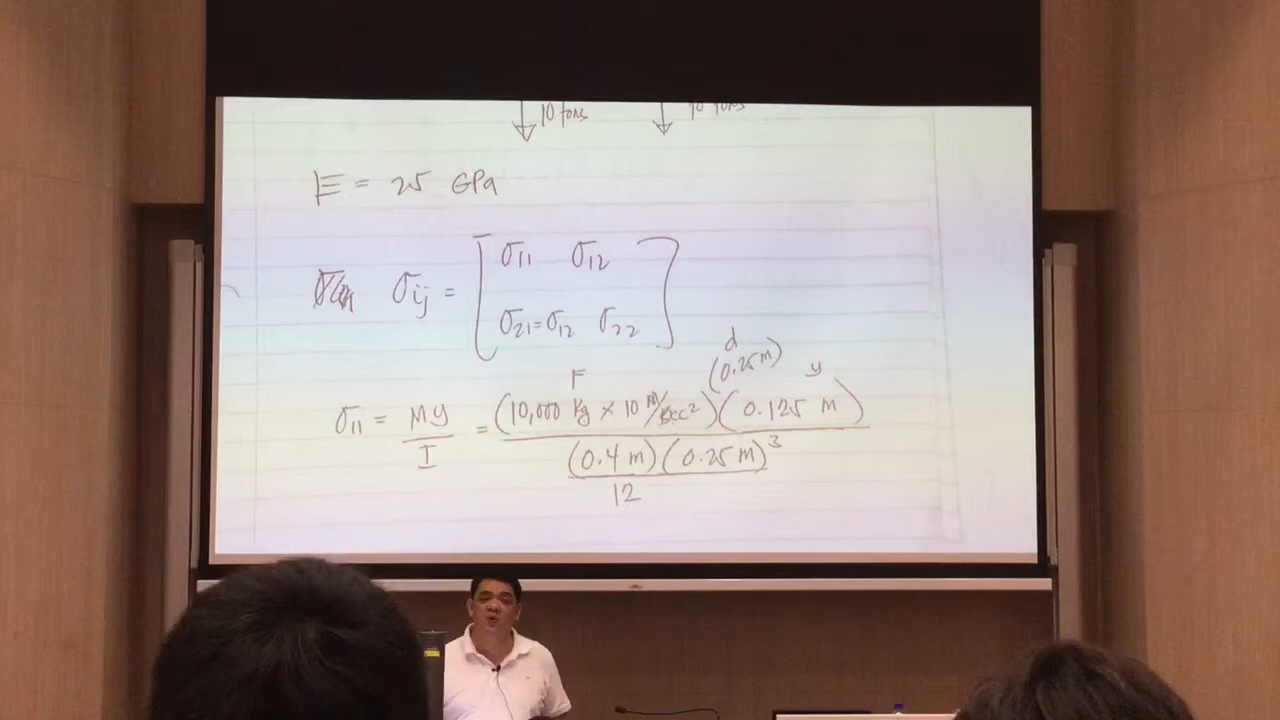 10 tons 10 tons
E = 25 GPa
σij = [ σ11 σ12
σ21=σ12 σ22 ]
d
F (0.25 m) y
σ11 = My = (10,000 kg × 10 m/sec²)(0.125 m)
I (0.4 m)(0.25 m)³
12